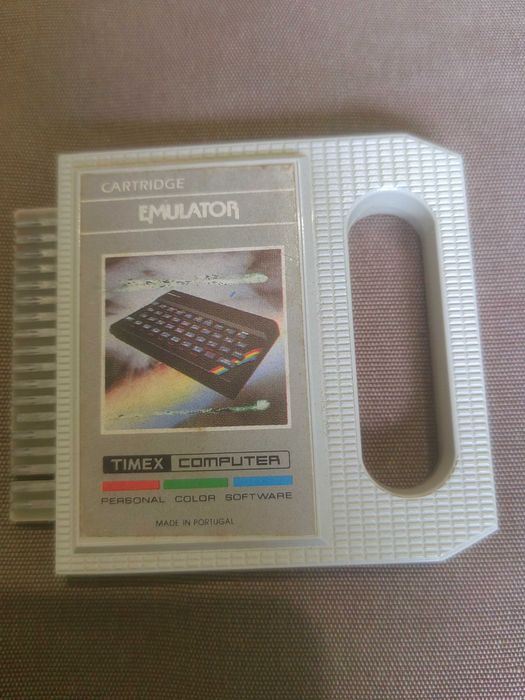 CARTRIDGE
EMULATOR
TIMEX COMPUTER
PERSONAL COLOR SOFTWARE
MADE IN PORTUGAL